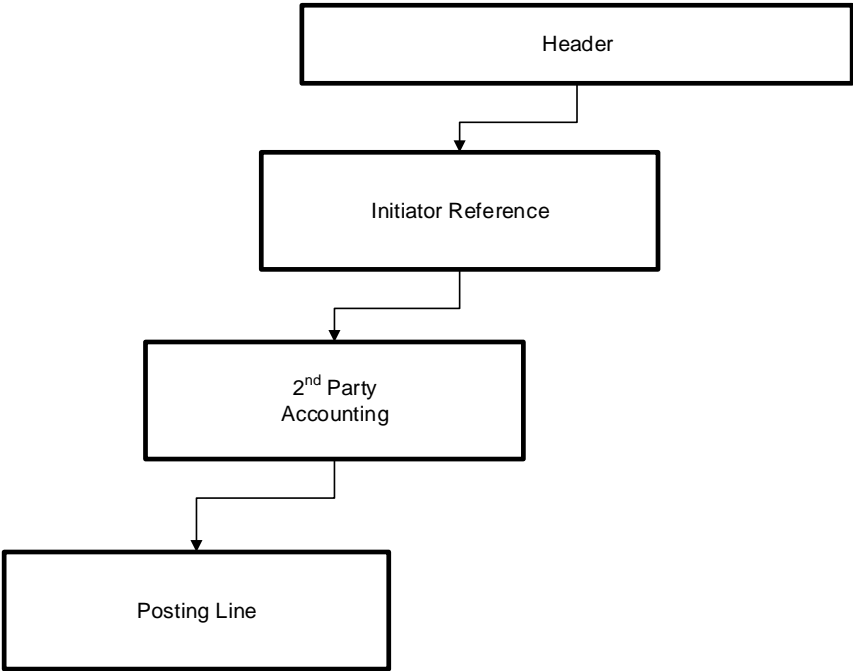 Header
Initiator Reference
2nd Party
Accounting
Posting Line